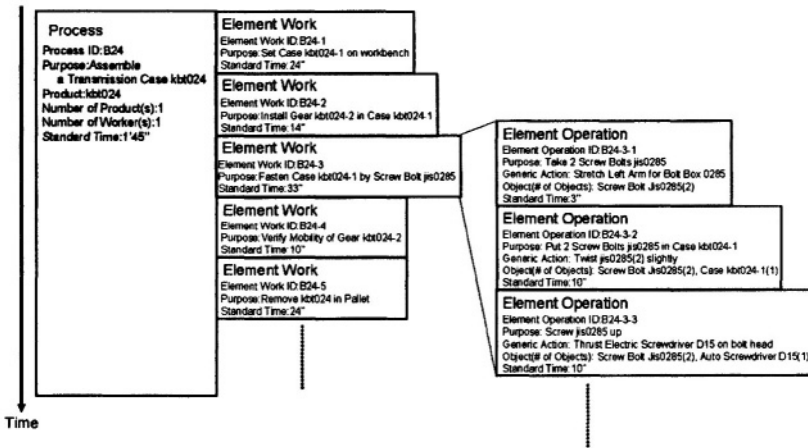 Process
Process ID:B24
Purpose:Assemble
a Transmission Case kbt024
Product:kbt024
Number of Product(s):1
Number of Worker(s):1
Standard Time:1'45"
Element Work
Element Work ID:B24-1
Purpose:Set Case kbt024-1 on workbench
Standard Time:24"
Element Work
Element Work ID:B24-2
Purpose:Install Gear kbt024-2 in Case kbt024-1
Standard Time:14"
Element Work
Element Work ID:B24-3
Purpose:Fasten Case kbt024-1 by Screw Bolt jis0285
Standard Time:33"
Element Work
Element Work ID:B24-4
Purpose:Verify Mobility of Gear kbt024-2
Standard Time:10"
Element Work
Element Work ID:B24-5
Purpose:Remove kbt024 in Pallet
Standard Time:24"
Element Operation
Element Operation ID:B24-3-1
Purpose: Take 2 Screw Bolts jis0285
Generic Action: Stretch Left Arm for Bolt Box 0285
Object(# of Objects): Screw Bolt Jis0285(2)
Standard Time:3"
Element Operation
Element Operation ID:B24-3-2
Purpose: Put 2 Screw Bolts jis0285 in Case kbt024-1
Generic Action: Twist jis0285(2) slightly
Object(# of Objects): Screw Bolt Jis0285(2), Case kbt024-1(1)
Standard Time:10"
Element Operation
Element Operation ID:B24-3-3
Purpose: Screw jis0285 up
Generic Action: Thrust Electric Screwdriver D15 on bolt head
Object(# of Objects): Screw Bolt Jis0285(2), Auto Screwdriver D15(1)
Standard Time:10"
Time